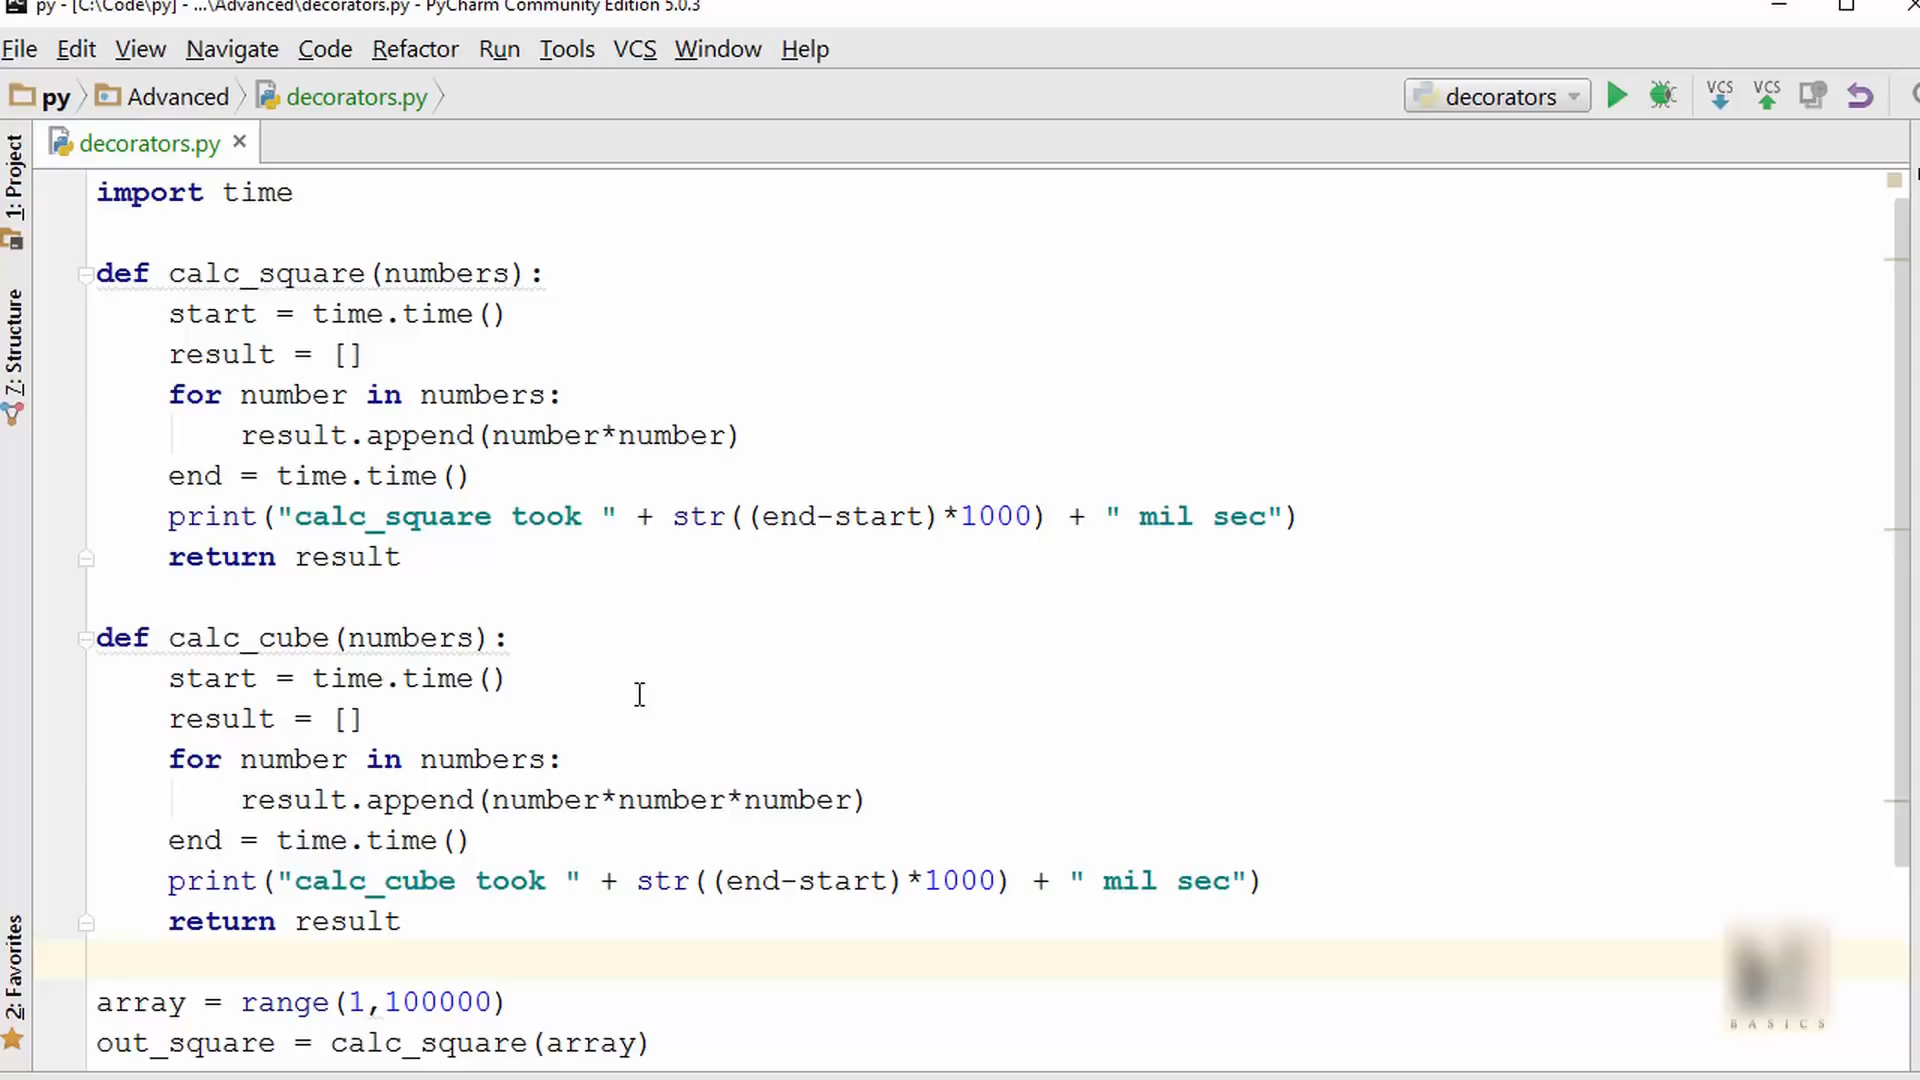 py - [C:\Code\py] - ...\Advanced\decorators.py - PyCharm Community Edition 5.0.3
File Edit View Navigate Code Refactor Run Tools VCS Window Help
py Advanced decorators.py decorators VCS VCS
decorators.py
1: Project
7: Structure
2: Favorites
import time
def calc_square(numbers):
    start = time.time()
    result = []
    for number in numbers:
        result.append(number*number)
    end = time.time()
    print("calc_square took " + str((end-start)*1000) + " mil sec")
    return result
def calc_cube(numbers):
    start = time.time()
    result = []
    for number in numbers:
        result.append(number*number*number)
    end = time.time()
    print("calc_cube took " + str((end-start)*1000) + " mil sec")
    return result
array = range(1,100000)
out_square = calc_square(array)
BASICS